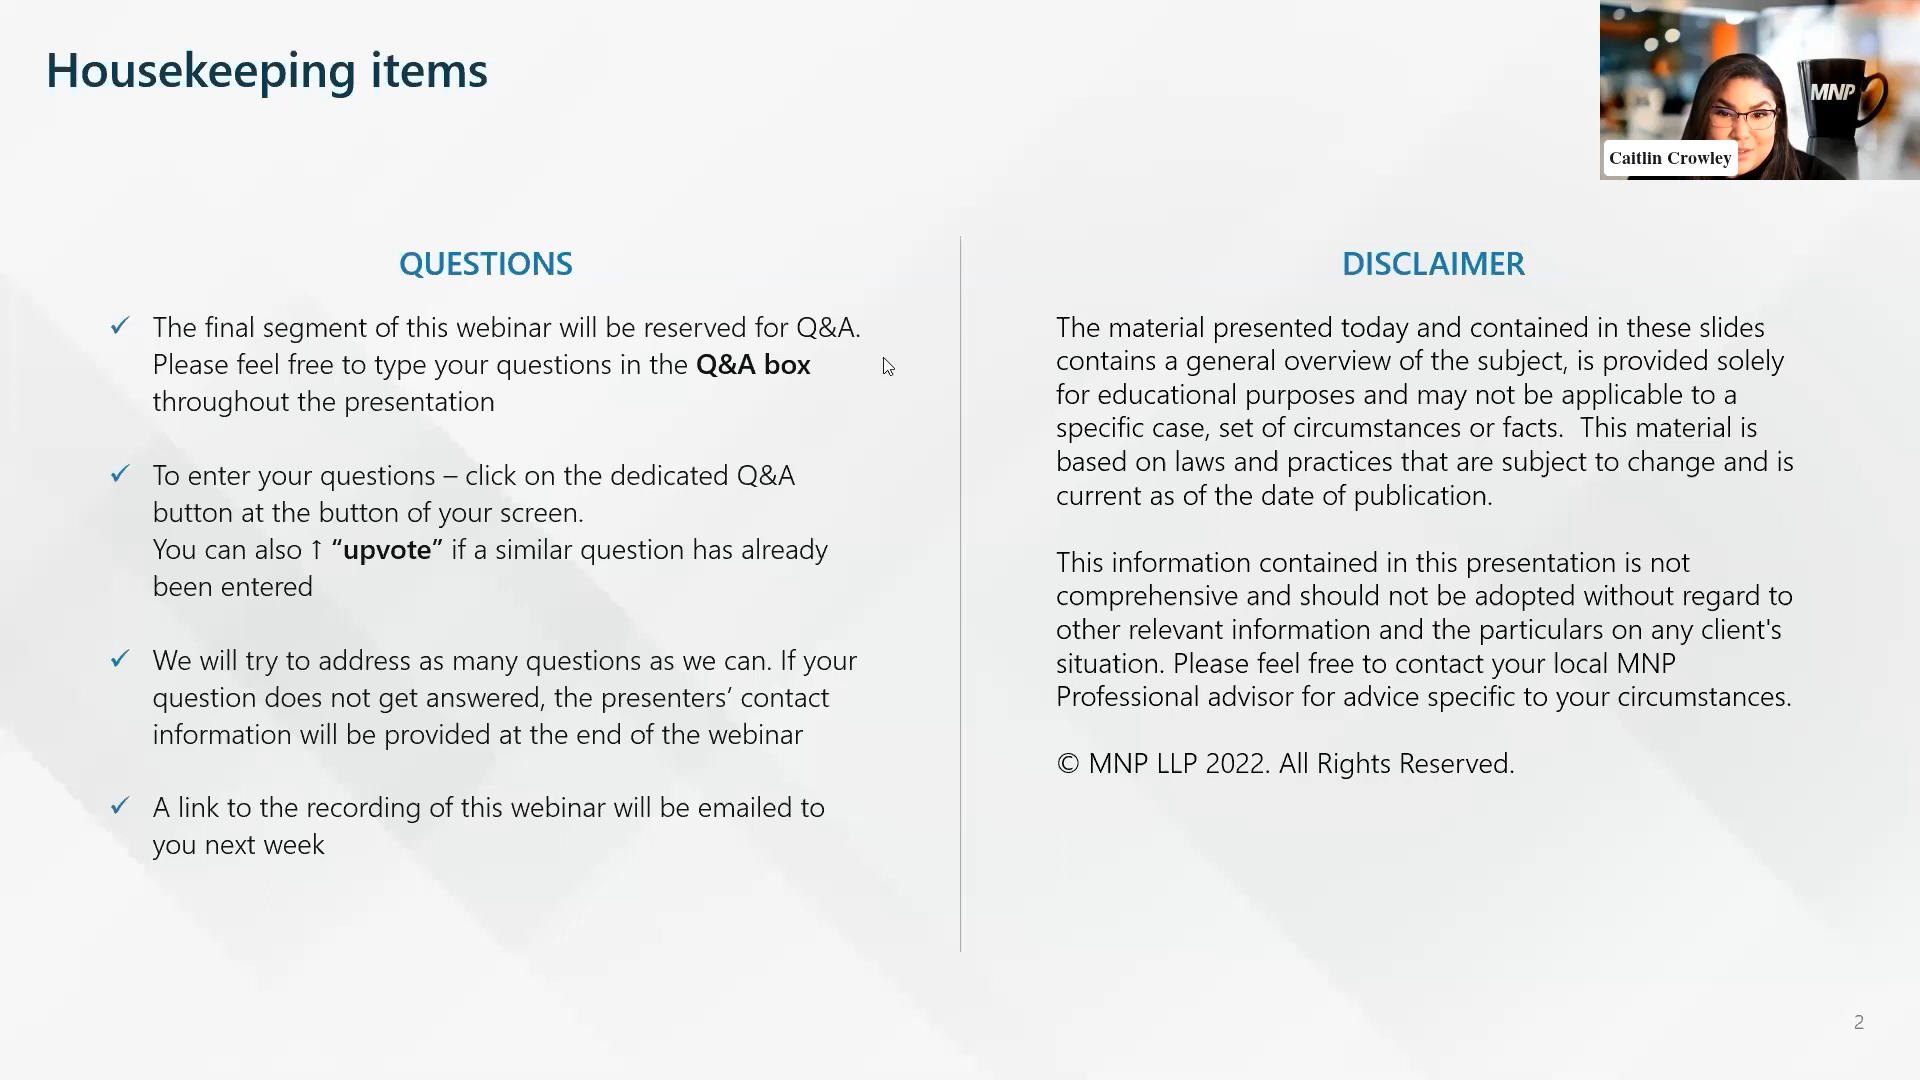 Housekeeping items
MNP
Caitlin Crowley
QUESTIONS
✓ The final segment of this webinar will be reserved for Q&A.
Please feel free to type your questions in the Q&A box
throughout the presentation
✓ To enter your questions – click on the dedicated Q&A
button at the button of your screen.
You can also ↑ “upvote” if a similar question has already
been entered
✓ We will try to address as many questions as we can. If your
question does not get answered, the presenters’ contact
information will be provided at the end of the webinar
✓ A link to the recording of this webinar will be emailed to
you next week
DISCLAIMER
The material presented today and contained in these slides
contains a general overview of the subject, is provided solely
for educational purposes and may not be applicable to a
specific case, set of circumstances or facts.  This material is
based on laws and practices that are subject to change and is
current as of the date of publication.
This information contained in this presentation is not
comprehensive and should not be adopted without regard to
other relevant information and the particulars on any client's
situation. Please feel free to contact your local MNP
Professional advisor for advice specific to your circumstances.
© MNP LLP 2022. All Rights Reserved.
2